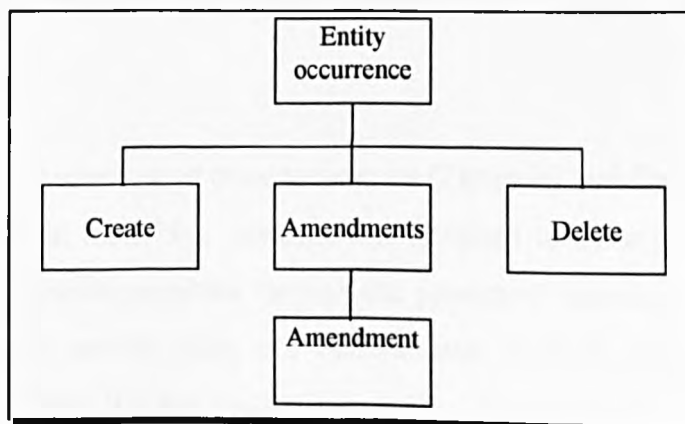 Entity
occurrence
Create
Amendments
Delete
Amendment